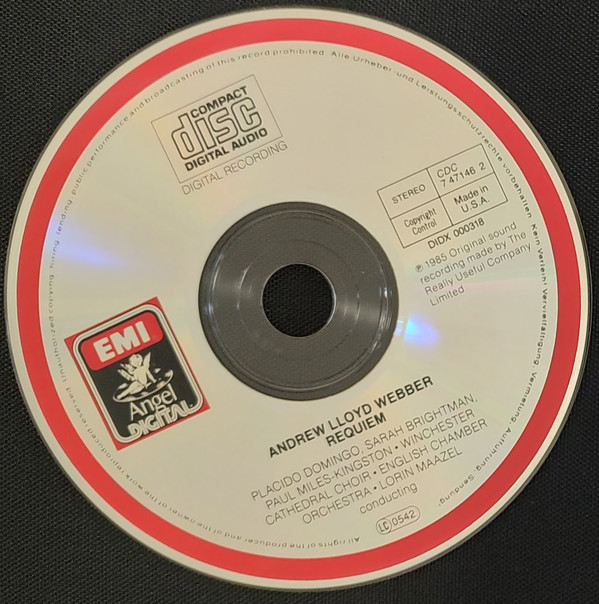 COMPACT
disc
DIGITAL AUDIO
DIGITAL RECORDING
STEREO
CDC
7 47146 2
Copyright
Control
Made in
U.S.A.
DIDX 000318
℗ 1985 Original sound
recording made by The
Really Useful Company
Limited
EMI
Angel
DIGITAL
ANDREW LLOYD WEBBER
REQUIEM
PLACIDO DOMINGO, SARAH BRIGHTMAN,
PAUL MILES-KINGSTON • WINCHESTER
CATHEDRAL CHOIR • ENGLISH CHAMBER
ORCHESTRA • LORIN MAAZEL
conducting
LC 0542
All rights of the producer and of the owner of the work reproduced reserved. Unauthorized copying, hiring, lending, public performance and broadcasting of this record prohibited. Alle Urheber- und Leistungsschutzrechte vorbehalten. Kein Verleih! Vervielfältigung, Vermietung, Aufführung, Sendung